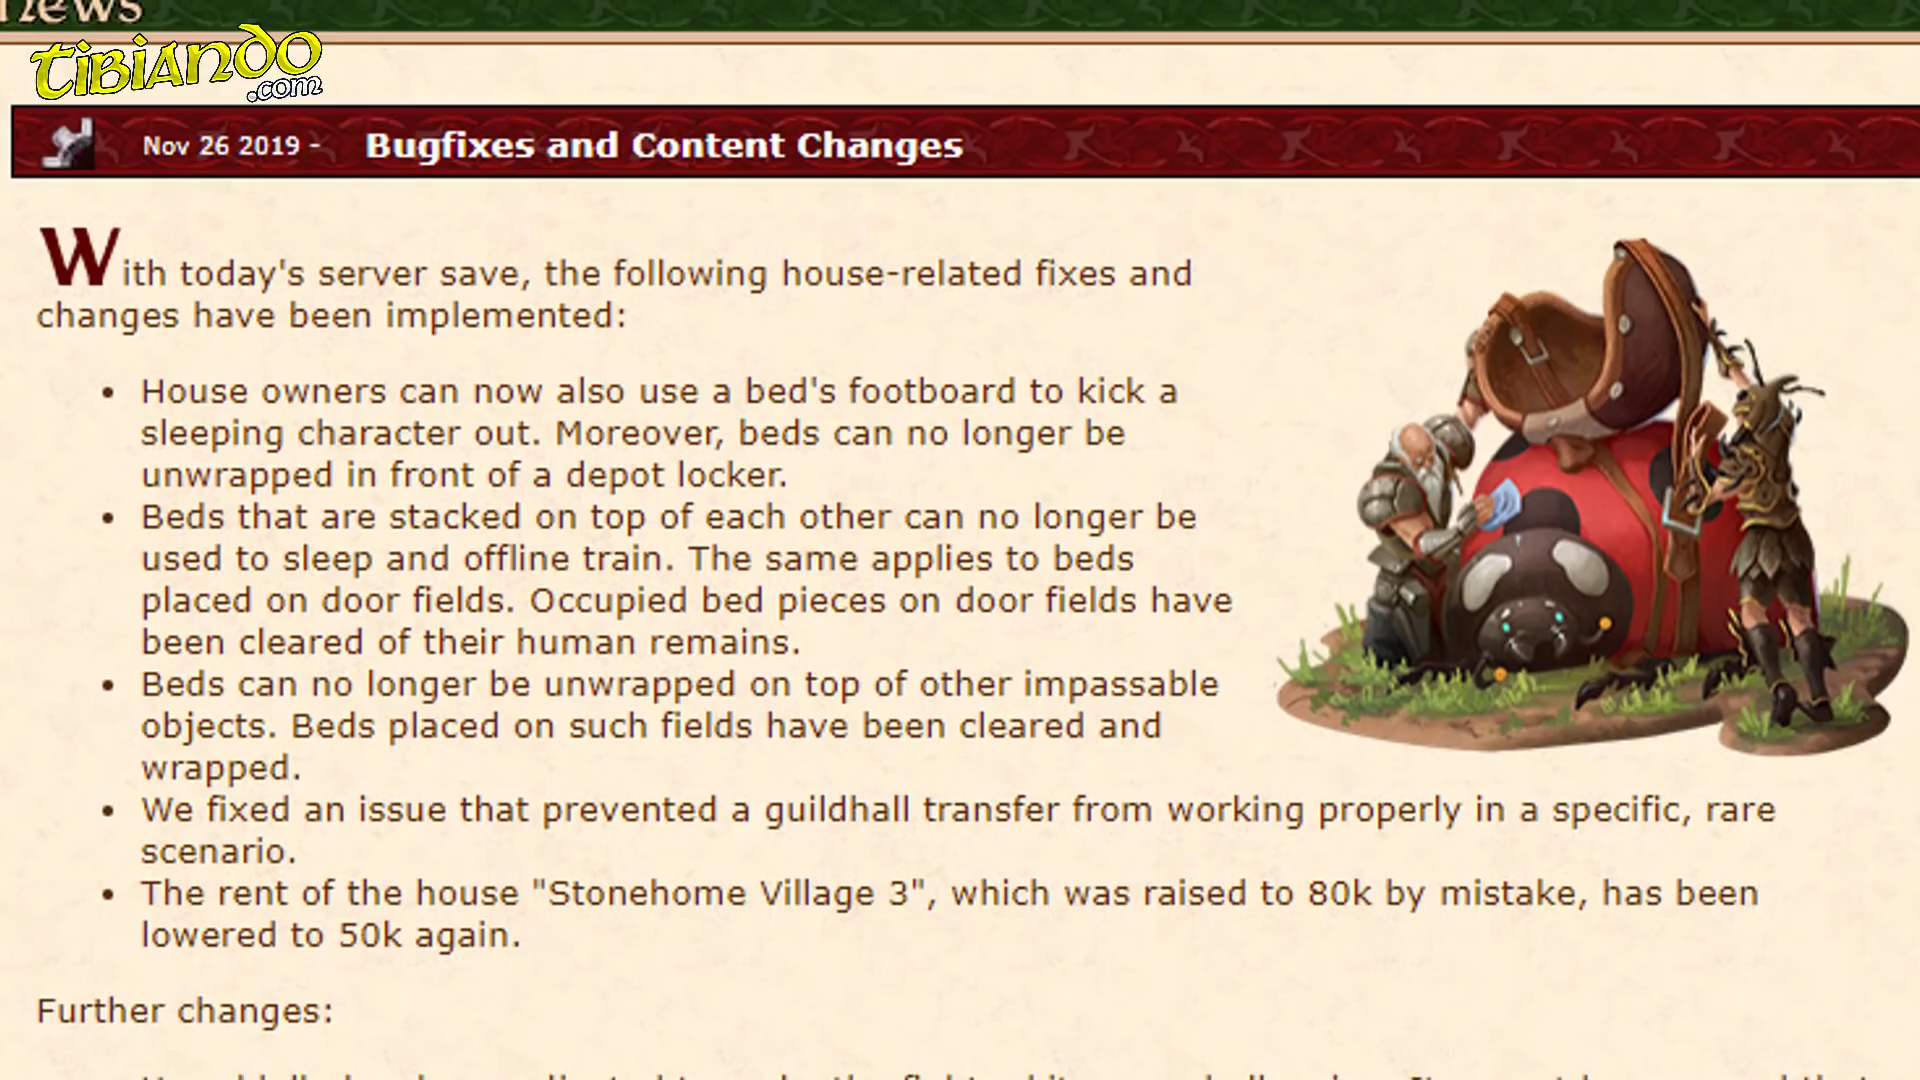 news
TIBIANDO
.com
Nov 26 2019 - Bugfixes and Content Changes
With today's server save, the following house-related fixes and
changes have been implemented:
• House owners can now also use a bed's footboard to kick a
sleeping character out. Moreover, beds can no longer be
unwrapped in front of a depot locker.
• Beds that are stacked on top of each other can no longer be
used to sleep and offline train. The same applies to beds
placed on door fields. Occupied bed pieces on door fields have
been cleared of their human remains.
• Beds can no longer be unwrapped on top of other impassable
objects. Beds placed on such fields have been cleared and
wrapped.
• We fixed an issue that prevented a guildhall transfer from working properly in a specific, rare
scenario.
• The rent of the house "Stonehome Village 3", which was raised to 80k by mistake, has been
lowered to 50k again.
Further changes: